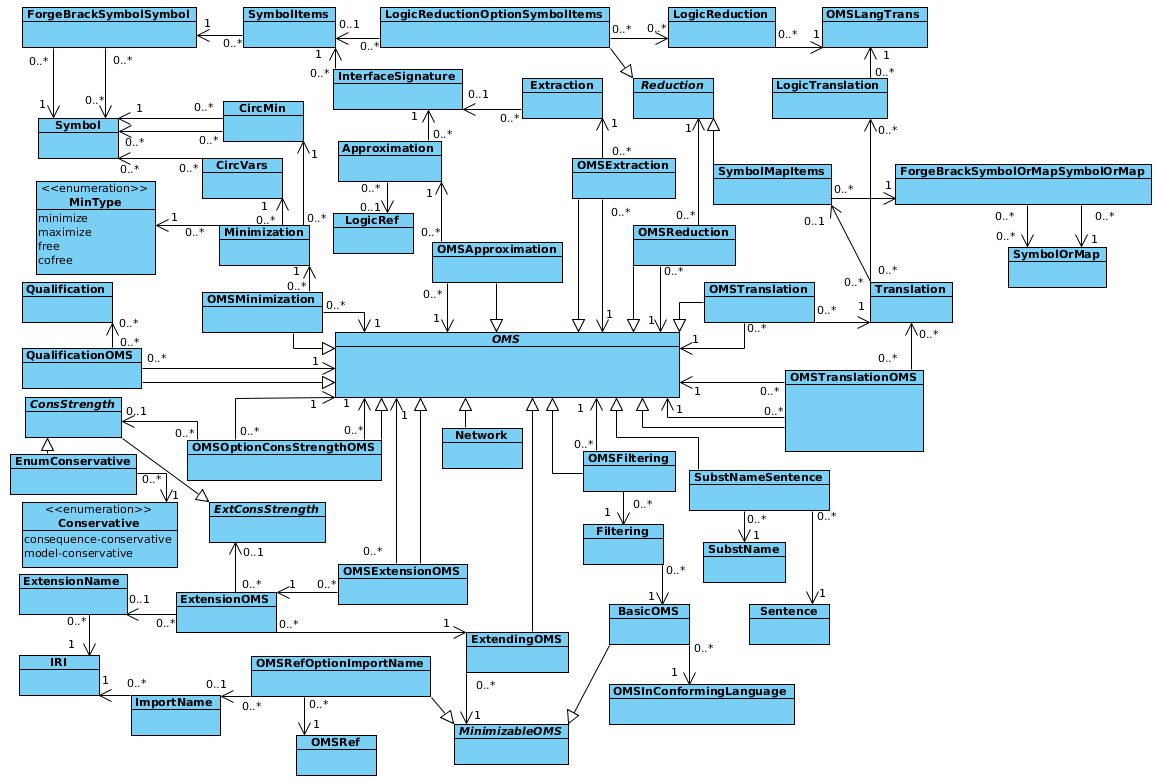 ForgeBrackSymbolSymbol
SymbolItems
LogicReductionOptionSymbolItems
LogicReduction
OMSLangTrans
1
0..*
0..1
0..*
0..*
0..*
0..*
1
0..*
0..*
1
0..*
1
0..*
InterfaceSignature
Extraction
Reduction
LogicTranslation
0..1
0..*
1
0..*
1
0..*
CircMin
0..*
Symbol
0..*
0..*
1
0..*
1
1
0..*
Approximation
1
0..*
1
0..*
CircVars
0..*
0..*
OMSExtraction
SymbolMapItems
ForgeBrackSymbolOrMapSymbolOrMap
0..*
1
<<enumeration>>
MinType
minimize
maximize
free
cofree
0..*
0..1
1
LogicRef
1
1
0..*
0..*
0..*
0..*
0..*
0..1
0..*
0..*
0..*
1
Minimization
0..*
OMSReduction
OMSApproximation
SymbolOrMap
1
0..*
0..*
0..*
0..*
Qualification
OMSMinimization
0..*
0..*
OMSTranslation
0..*
1
Translation
0..*
1
1
1
1
0..*
0..*
OMS
1
QualificationOMS
0..*
1
0..*
OMSTranslationOMS
1
0..*
ConsStrength
0..1
1
1
1
1
1
0..*
0..*
0..*
OMSOptionConsStrengthOMS
Network
OMSFiltering
EnumConservative
0..*
1
SubstNameSentence
<<enumeration>>
Conservative
consequence-conservative
model-conservative
ExtConsStrength
1
0..*
Filtering
0..*
1
0..*
SubstName
0..1
0..*
OMSExtensionOMS
ExtensionName
0..*
1
0..*
0..*
0..1
ExtensionOMS
1
BasicOMS
1
Sentence
0..*
0..*
0..*
1
ExtendingOMS
1
0..*
IRI
OMSRefOptionImportName
1
0..*
0..1
0..*
1
OMSInConformingLanguage
ImportName
0..*
0..*
1
1
OMSRef
MinimizableOMS